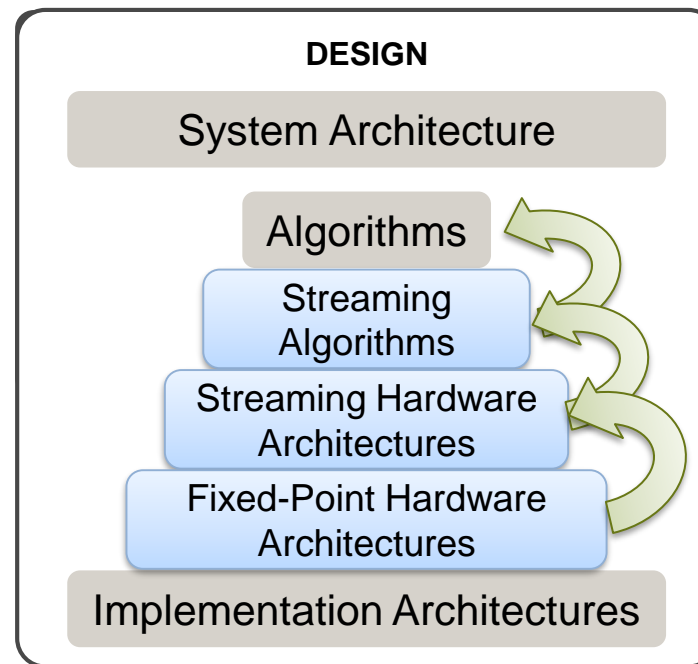 DESIGN
System Architecture
Algorithms
Streaming
Algorithms
Streaming Hardware
Architectures
Fixed-Point Hardware
Architectures
Implementation Architectures